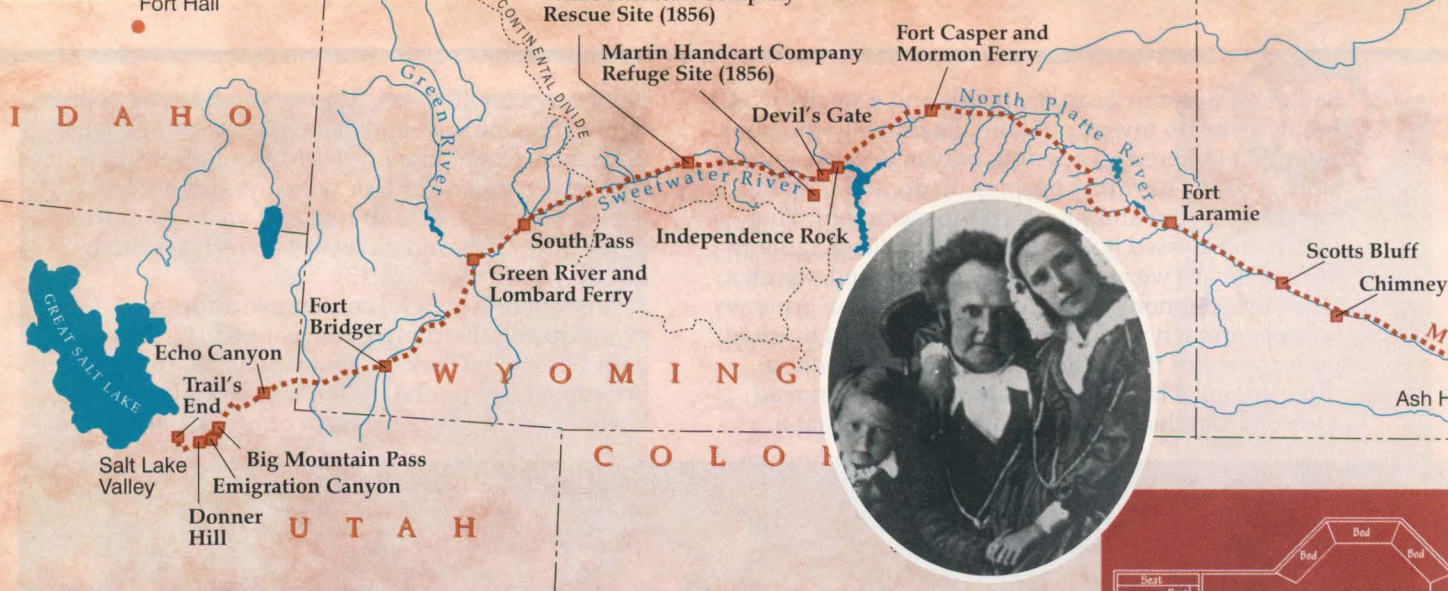 Fort Hall
Rescue Site (1856)
Martin Handcart Company
Refuge Site (1856)
Fort Casper and
Mormon Ferry
CONTINENTAL DIVIDE
Green River
IDAHO
Devil's Gate
North Platte River
Sweetwater River
Fort
Laramie
South Pass
Independence Rock
Scotts Bluff
Green River and
Lombard Ferry
Chimney
GREAT SALT LAKE
Fort
Bridger
Echo Canyon
WYOMING
Trail's
End
Ash H
Salt Lake
Valley
Big Mountain Pass
Emigration Canyon
COLO
Donner
Hill
UTAH
Bed
Bed
Bed
Seat